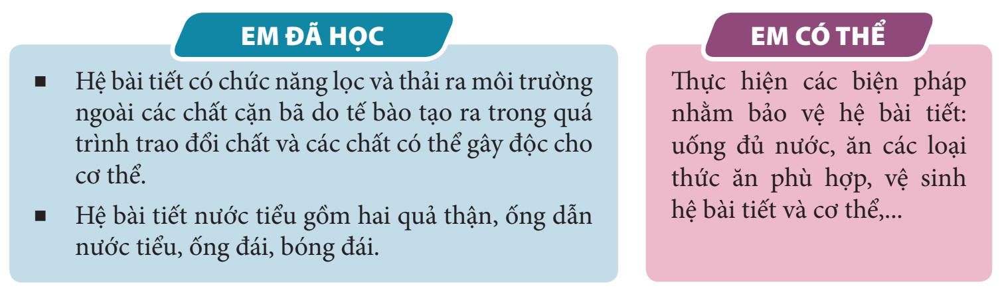 EM ĐÃ HỌC
■ Hệ bài tiết có chức năng lọc và thải ra môi trường
ngoài các chất cặn bã do tế bào tạo ra trong quá
trình trao đổi chất và các chất có thể gây độc cho
cơ thể.
■ Hệ bài tiết nước tiểu gồm hai quả thận, ống dẫn
nước tiểu, ống đái, bóng đái.
EM CÓ THỂ
Thực hiện các biện pháp
nhằm bảo vệ hệ bài tiết:
uống đủ nước, ăn các loại
thức ăn phù hợp, vệ sinh
hệ bài tiết và cơ thể,...